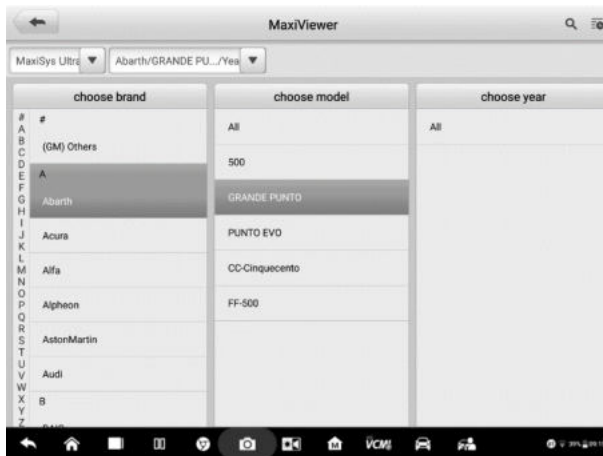 MaxiViewer
MaxiSys Ultra
Abarth/GRANDE PU.../Yea
choose brand
#
A
B
C
D
E
F
G
H
I
J
K
L
M
N
O
P
Q
R
S
T
U
V
W
X
Y
Z
#
(GM) Others
A
Abarth
Acura
Alfa
Alpheon
AstonMartin
Audi
B
choose model
All
500
GRANDE PUNTO
PUNTO EVO
CC-Cinquecento
FF-500
choose year
All
M
VCMI